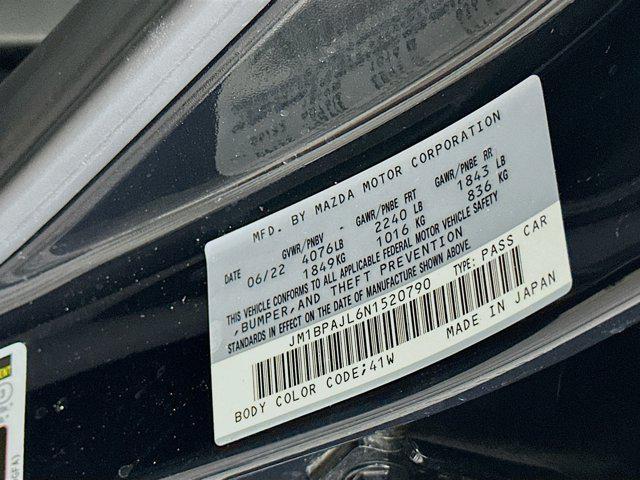 MFD. BY MAZDA MOTOR CORPORATION
DATE GVWR/PNBV - GAWR/PNBE FRT GAWR/PNBE RR
06/22 4076LB 2240 LB 1843 LB
1849KG 1016 KG 836 KG
THIS VEHICLE CONFORMS TO ALL APPLICABLE FEDERAL MOTOR VEHICLE SAFETY
,BUMPER,AND THEFT PREVENTION
STANDARDS IN EFFECT ON THE DATE OF MANUFACTURE SHOWN ABOVE.
JM1BPAJL6N1520790 TYPE: PASS CAR
BODY COLOR CODE;41W MADE IN JAPAN